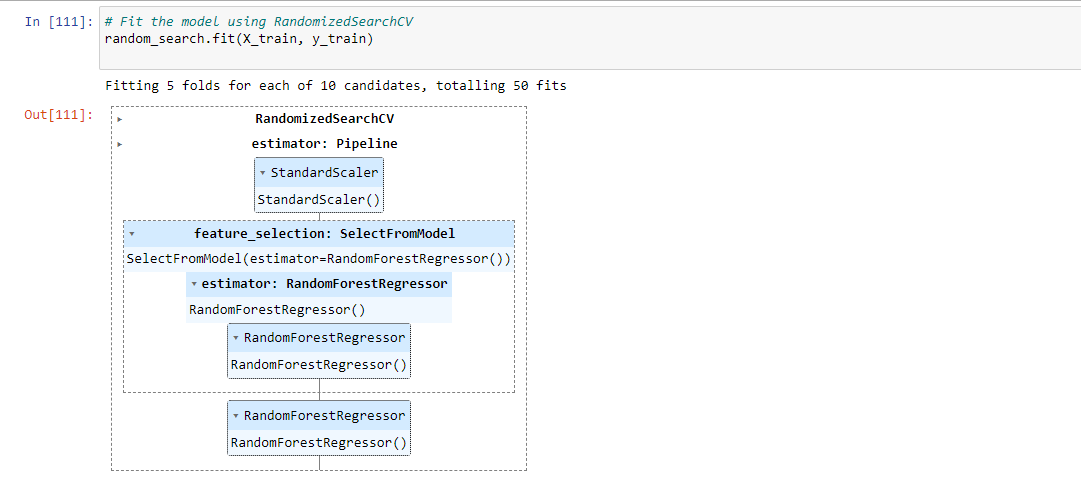 In [111]: # Fit the model using RandomizedSearchCV
random_search.fit(X_train, y_train)
Fitting 5 folds for each of 10 candidates, totalling 50 fits
Out[111]:
RandomizedSearchCV
estimator: Pipeline
StandardScaler
StandardScaler()
feature_selection: SelectFromModel
SelectFromModel(estimator=RandomForestRegressor())
estimator: RandomForestRegressor
RandomForestRegressor()
RandomForestRegressor
RandomForestRegressor()
RandomForestRegressor
RandomForestRegressor()